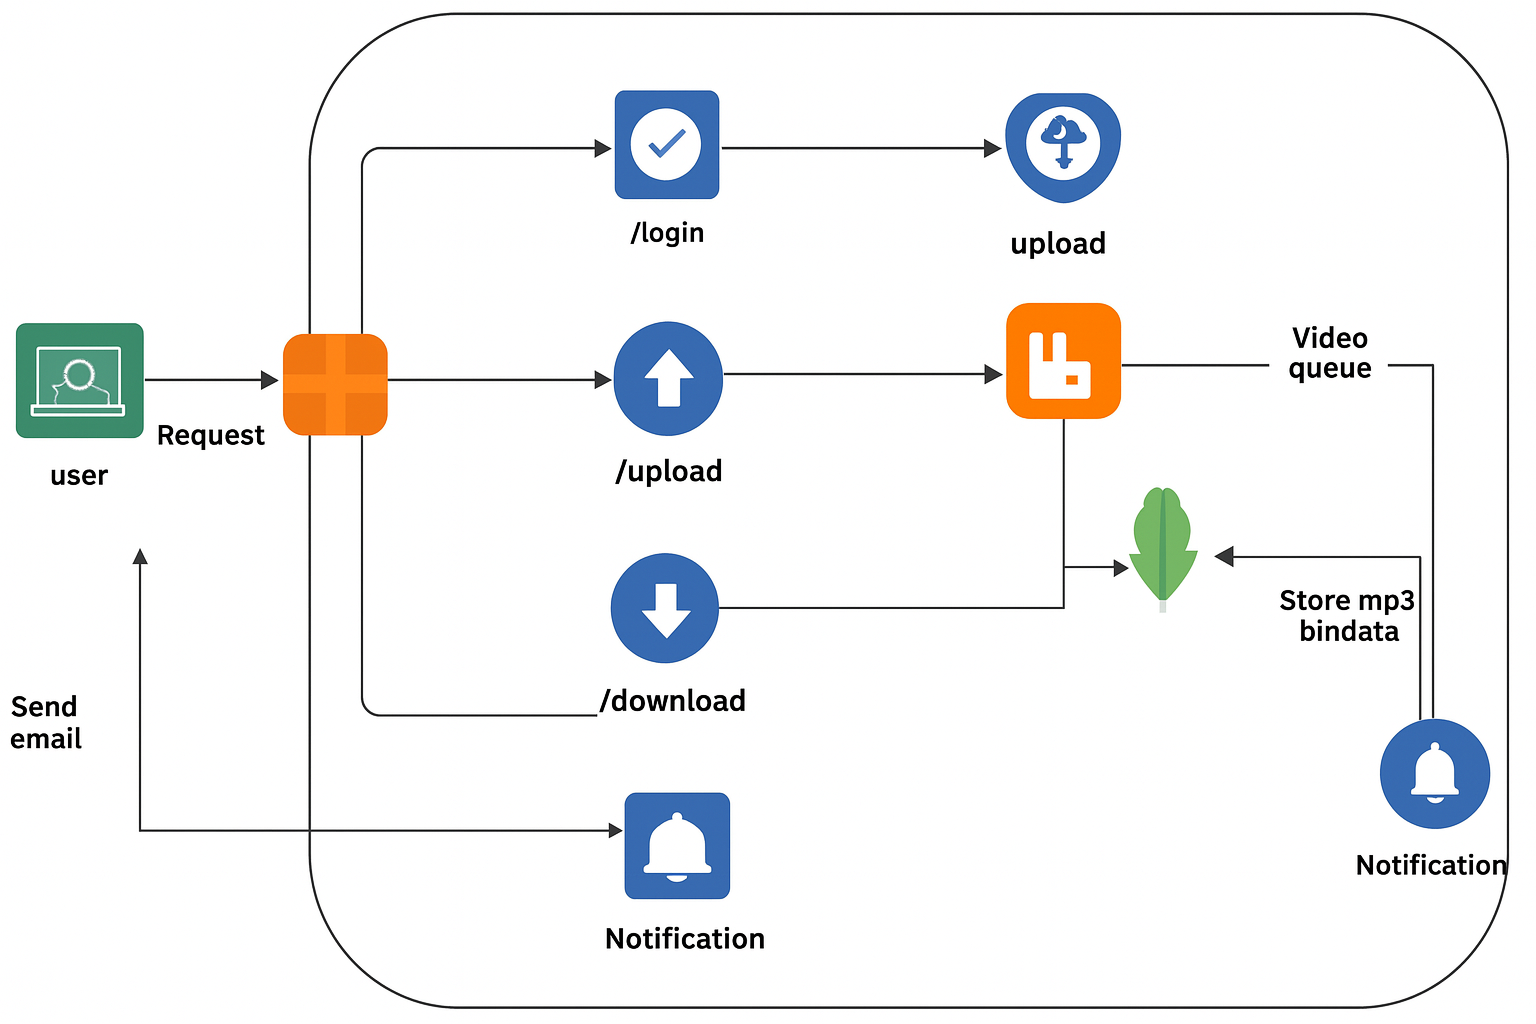 /login
upload
user
Request
/upload
Video
queue
Store mp3
bindata
/download
Send
email
Notification
Notification